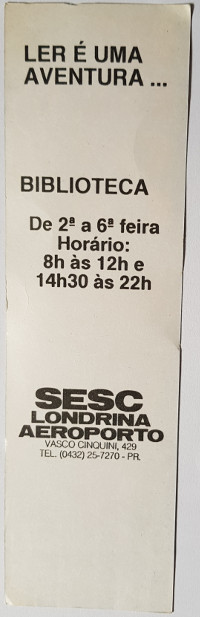 LER É UMA
AVENTURA ...
BIBLIOTECA
De 2ª a 6ª feira
Horário:
8h às 12h e
14h30 às 22h
SESC
LONDRINA
AEROPORTO
VASCO CINQUINI, 429
TEL. (0432) 25-7270 - PR.